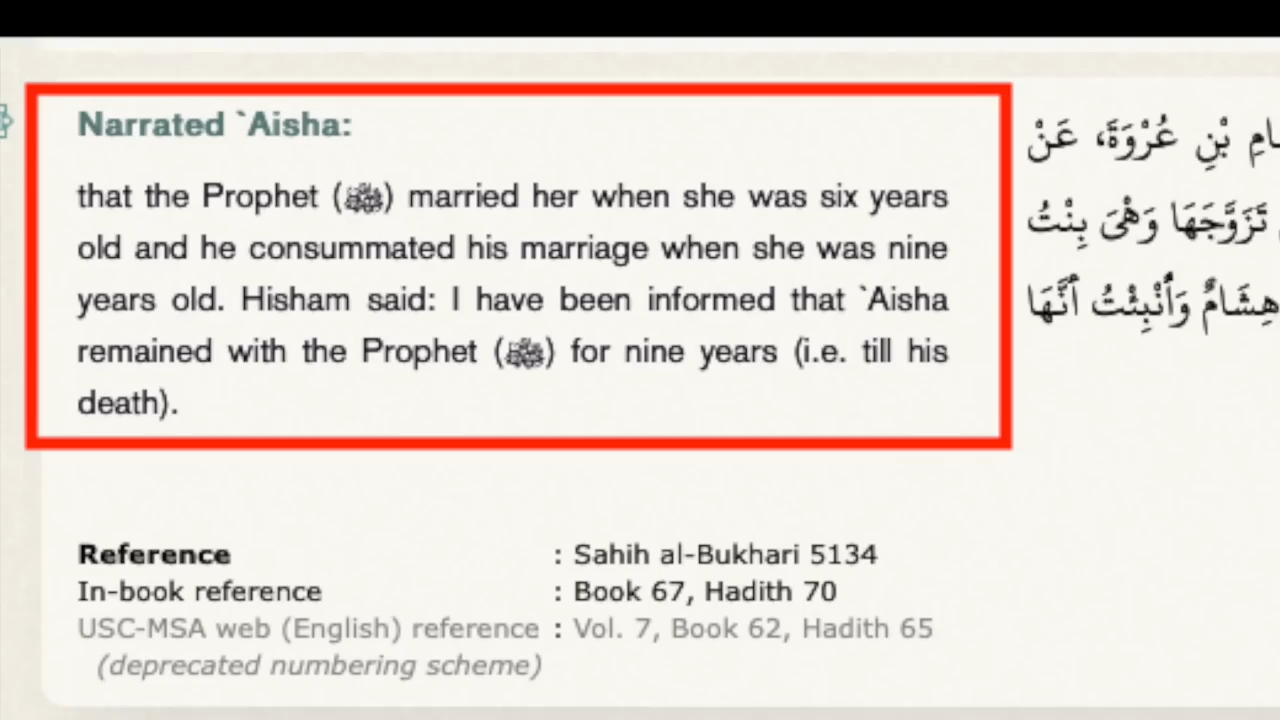 Narrated `Aisha:
that the Prophet (ﷺ) married her when she was six years
old and he consummated his marriage when she was nine
years old. Hisham said: I have been informed that `Aisha
remained with the Prophet (ﷺ) for nine years (i.e. till his
death).
امِ بْنِ عُرْوَةَ، عَنْ
تَزَوَّجَهَا وَهْىَ بِنْتُ
هِشَامٌ وَأُنْبِئْتُ أَنَّهَا
Reference : Sahih al-Bukhari 5134
In-book reference : Book 67, Hadith 70
USC-MSA web (English) reference : Vol. 7, Book 62, Hadith 65
(deprecated numbering scheme)